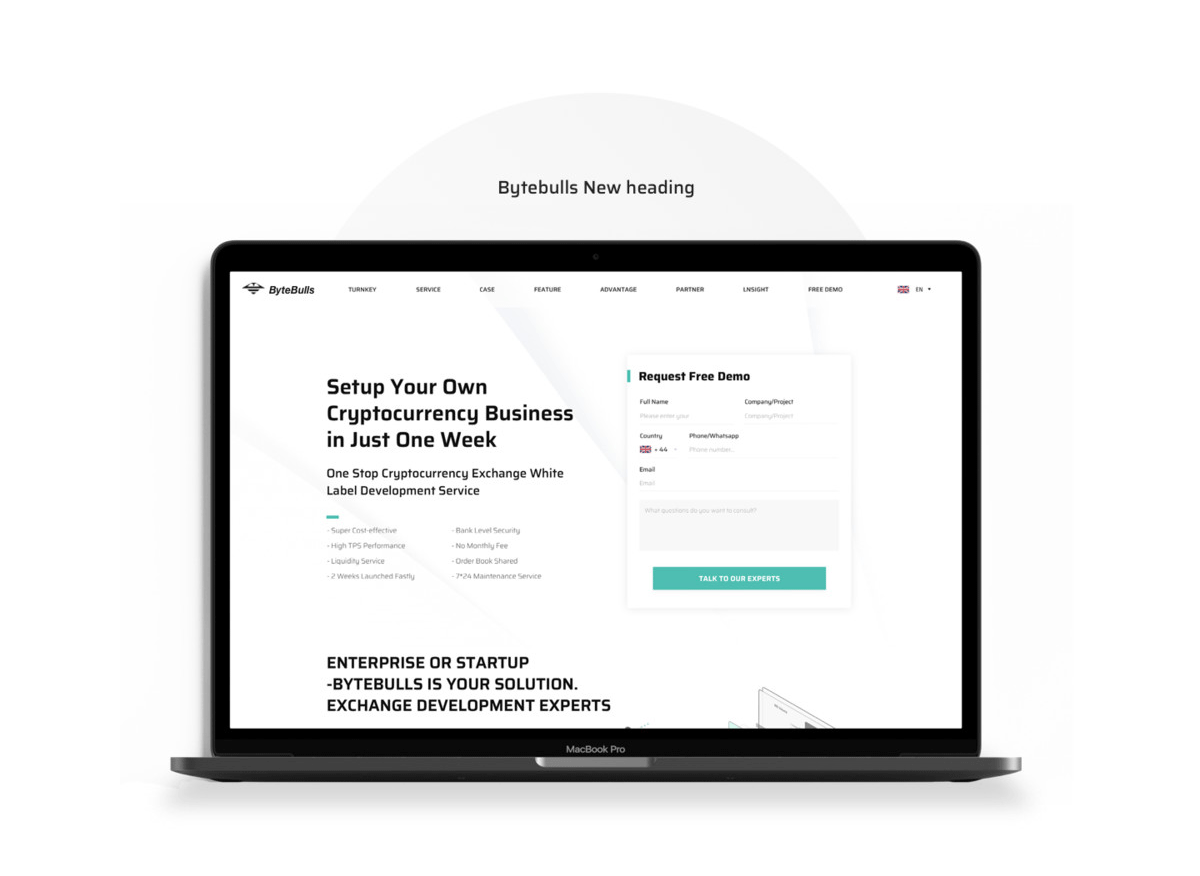 Bytebulls New heading
ByteBulls TURNKEY SERVICE CASE FEATURE ADVANTAGE PARTNER LNSIGHT FREE DEMO EN
Setup Your Own
Cryptocurrency Business
in Just One Week
One Stop Cryptocurrency Exchange White
Label Development Service
- Super Cost-effective
- High TPS Performance
- Liquidity Service
- 2 Weeks Launched Fastly
- Bank Level Security
- No Monthly Fee
- Order Book Shared
- 7*24 Maintenance Service
Request Free Demo
Full Name Company/Project
Please enter your Company/Project
Country Phone/Whatsapp
+ 44 Phone number...
Email
Email
What questions do you want to consult?
TALK TO OUR EXPERTS
ENTERPRISE OR STARTUP
-BYTEBULLS IS YOUR SOLUTION.
EXCHANGE DEVELOPMENT EXPERTS
MacBook Pro